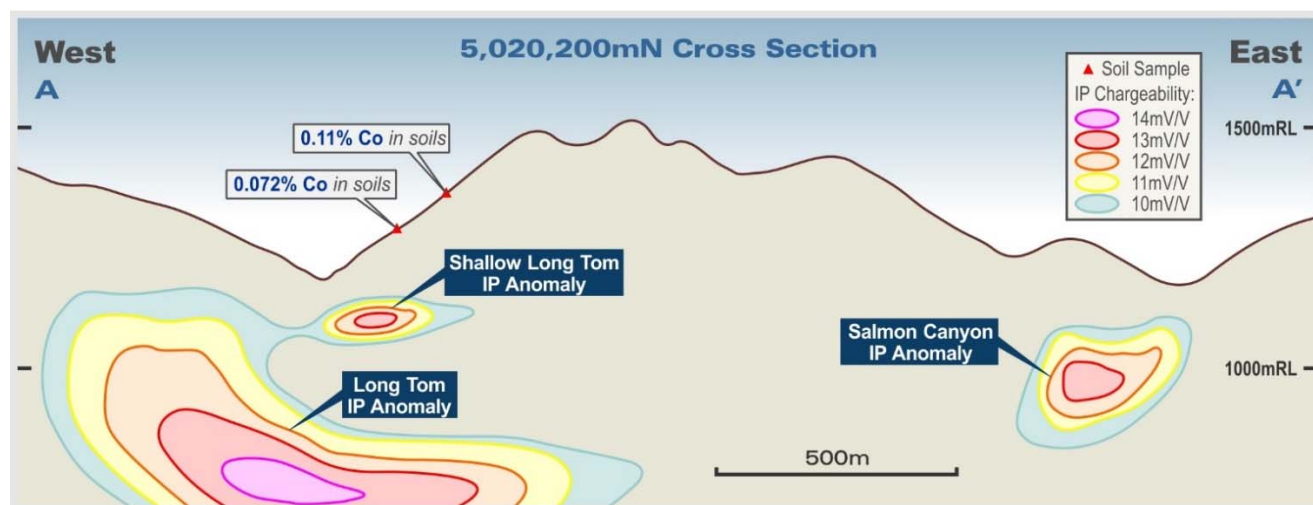 West
A
5,020,200mN Cross Section
East
A'
Soil Sample
IP Chargeability:
14mV/V
13mV/V
12mV/V
11mV/V
10mV/V
1500mRL
0.11% Co in soils
0.072% Co in soils
Shallow Long Tom
IP Anomaly
Salmon Canyon
IP Anomaly
1000mRL
Long Tom
IP Anomaly
500m